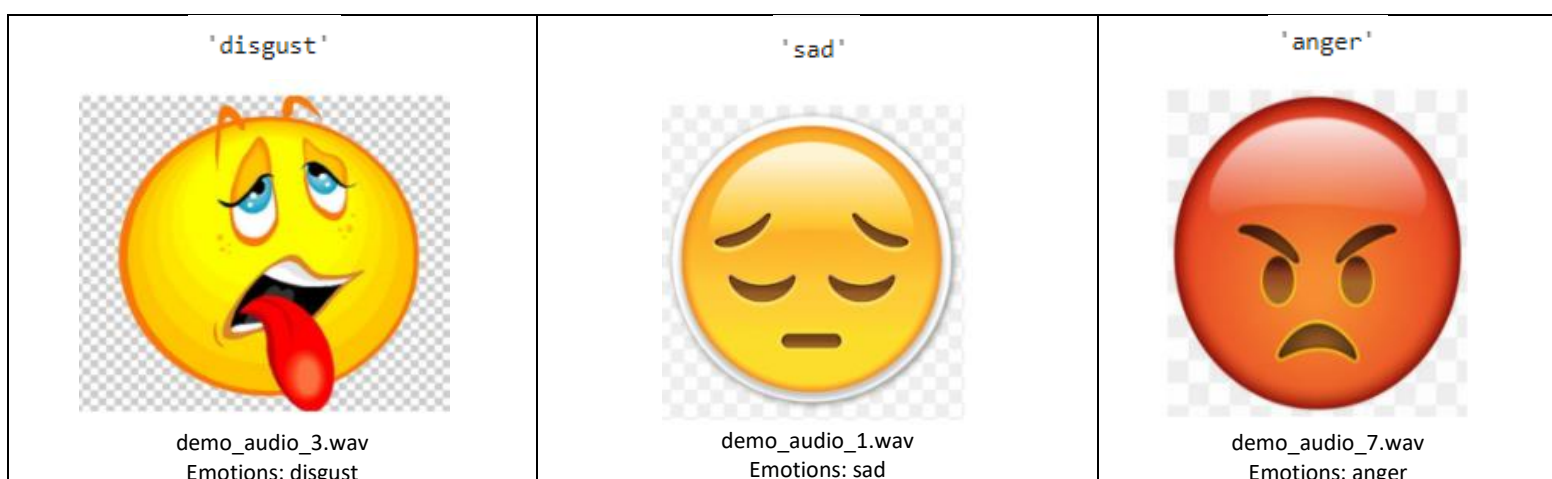 'disgust'
demo_audio_3.wav
Emotions: disgust
'sad'
demo_audio_1.wav
Emotions: sad
'anger'
demo_audio_7.wav
Emotions: anger